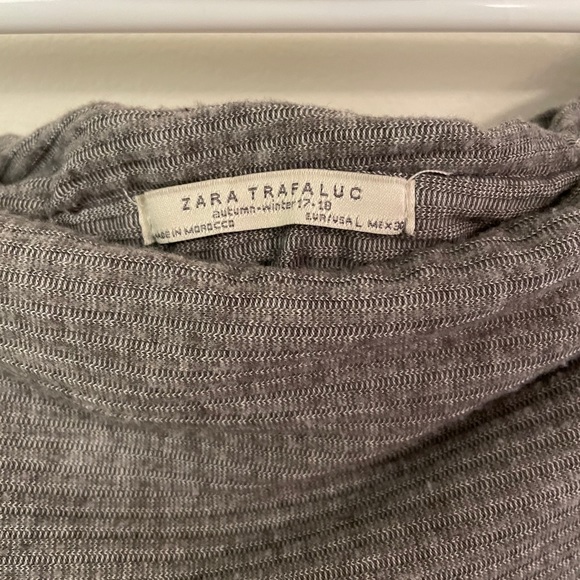 ZARA TRAFALUC
autumn-winter 17-18
MADE IN MOROCCO EUR/USA L MEX 30